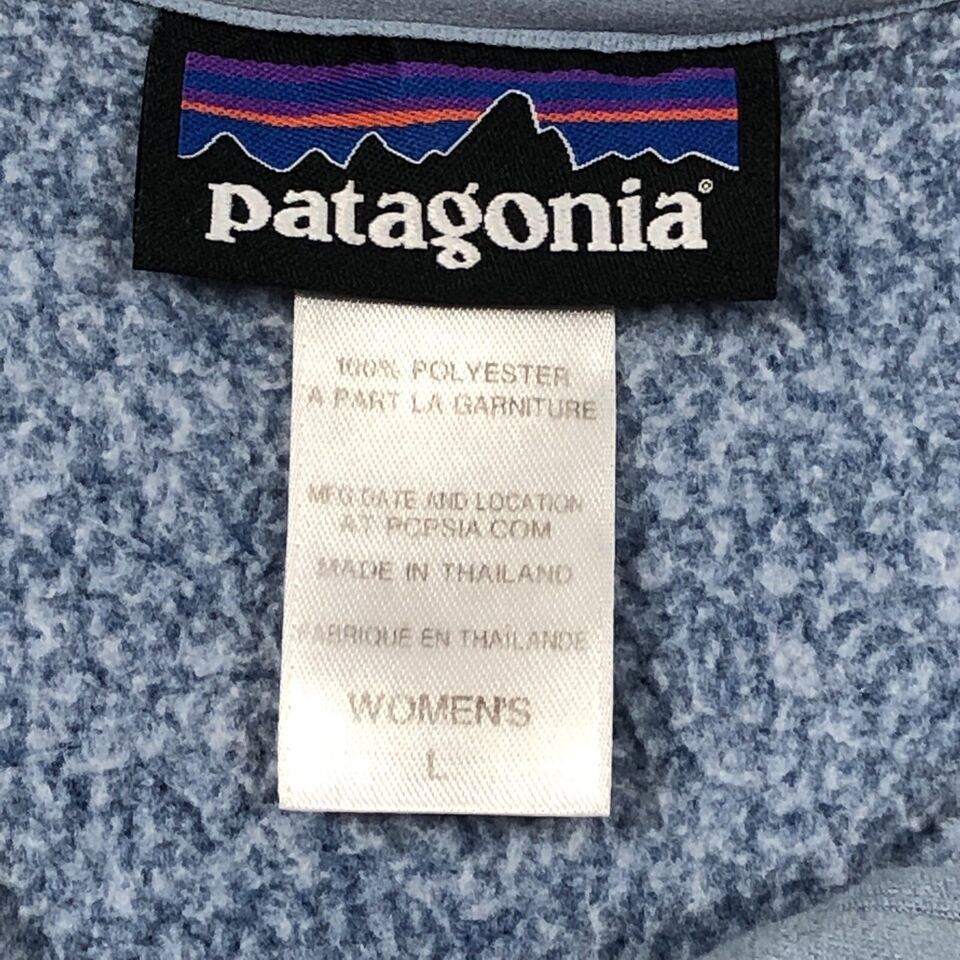 patagonia®
100% POLYESTER
A PART LA GARNITURE
MFG DATE AND LOCATION
AT PCPSIA.COM
MADE IN THAILAND
FABRIQUE EN THAÏLANDE
WOMEN'S
L